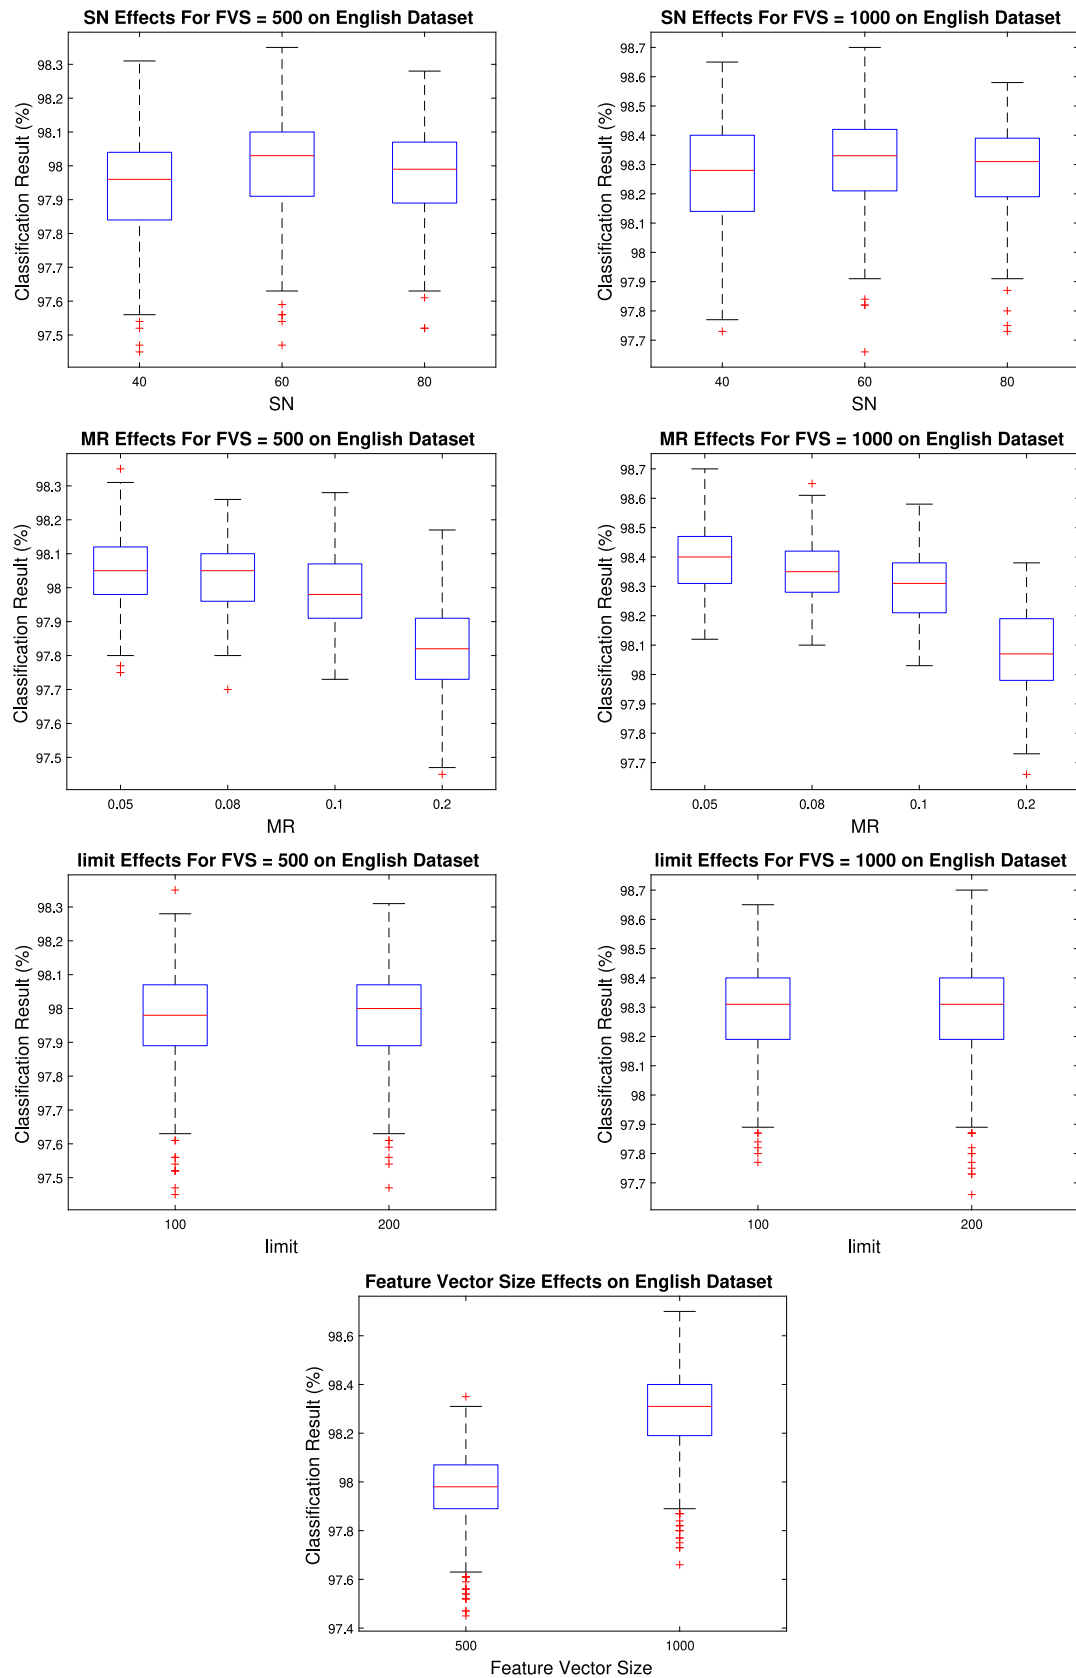 SN Effects For FVS = 500 on English Dataset
Classification Result (%)
98.3
98.2
98.1
98
97.9
97.8
97.7
97.6
97.5
40 60 80
SN
SN Effects For FVS = 1000 on English Dataset
Classification Result (%)
98.7
98.6
98.5
98.4
98.3
98.2
98.1
98
97.9
97.8
97.7
40 60 80
SN
MR Effects For FVS = 500 on English Dataset
Classification Result (%)
98.3
98.2
98.1
98
97.9
97.8
97.7
97.6
97.5
0.05 0.08 0.1 0.2
MR
MR Effects For FVS = 1000 on English Dataset
Classification Result (%)
98.7
98.6
98.5
98.4
98.3
98.2
98.1
98
97.9
97.8
97.7
0.05 0.08 0.1 0.2
MR
limit Effects For FVS = 500 on English Dataset
Classification Result (%)
98.3
98.2
98.1
98
97.9
97.8
97.7
97.6
97.5
100 200
limit
limit Effects For FVS = 1000 on English Dataset
Classification Result (%)
98.7
98.6
98.5
98.4
98.3
98.2
98.1
98
97.9
97.8
97.7
100 200
limit
Feature Vector Size Effects on English Dataset
Classification Result (%)
98.6
98.4
98.2
98
97.8
97.6
97.4
500 1000
Feature Vector Size